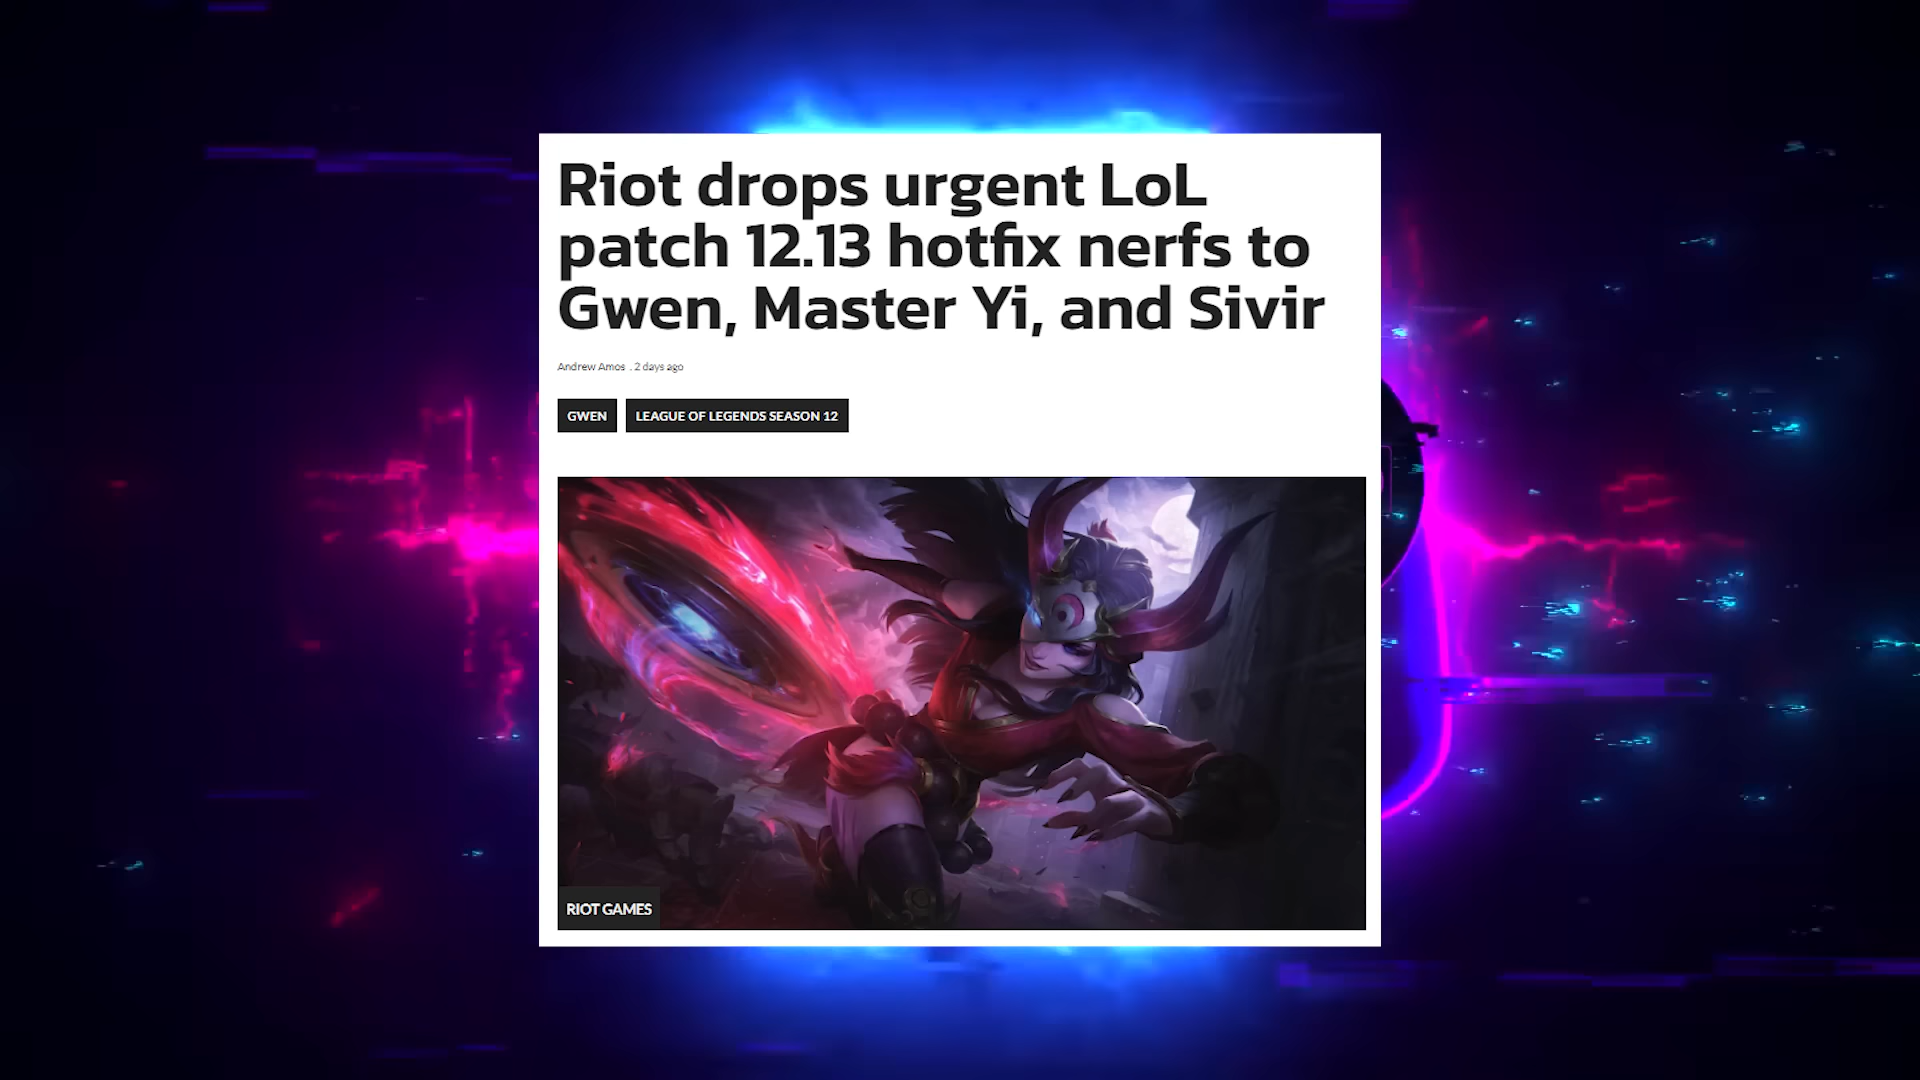 Riot drops urgent LoL
patch 12.13 hotfix nerfs to
Gwen, Master Yi, and Sivir
Andrew Amos . 2 days ago
GWEN
LEAGUE OF LEGENDS SEASON 12
RIOT GAMES